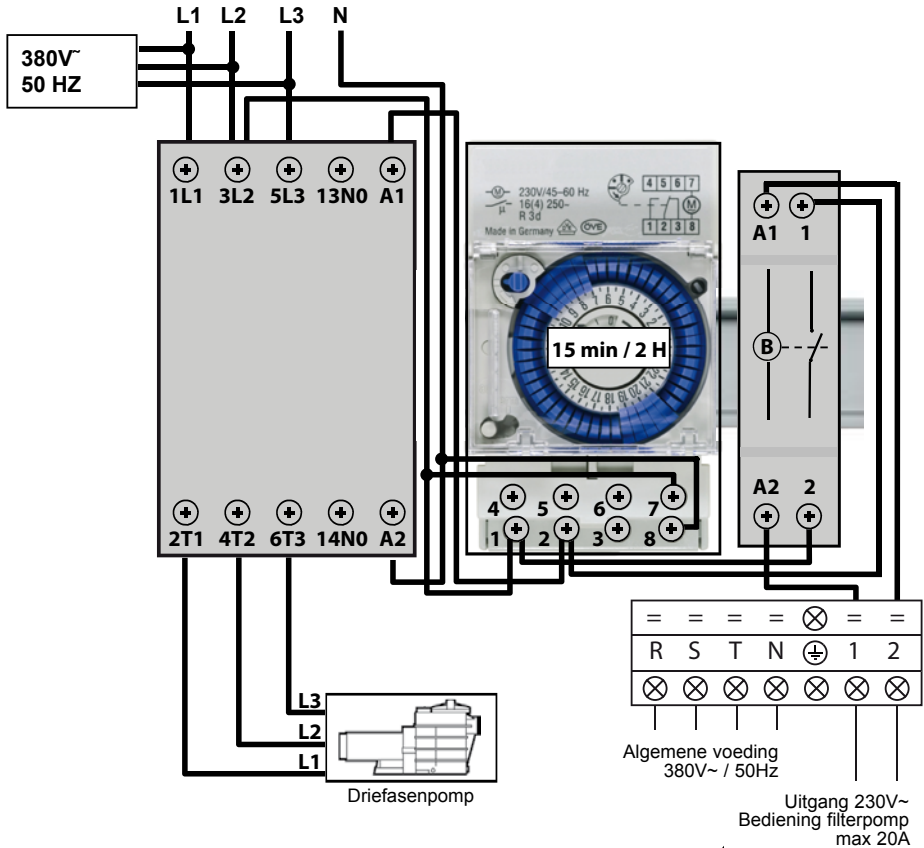 L1 L2 L3 N
380V~
50 HZ
1L1 3L2 5L3 13N0 A1
2T1 4T2 6T3 14N0 A2
230V/45–60 Hz
16(4) 250~
R 3d
Made in Germany
OVE
μ
4 5 6 7
M
1 2 3 8
15 min / 2 H
4 5 6 7
1 2 3 8
A1 1
B
A2 2
= = = = = =
R S T N 1 2
L3
L2
L1
Driefasenpomp
Algemene voeding
380V~ / 50Hz
Uitgang 230V~
Bediening filterpomp
max 20A